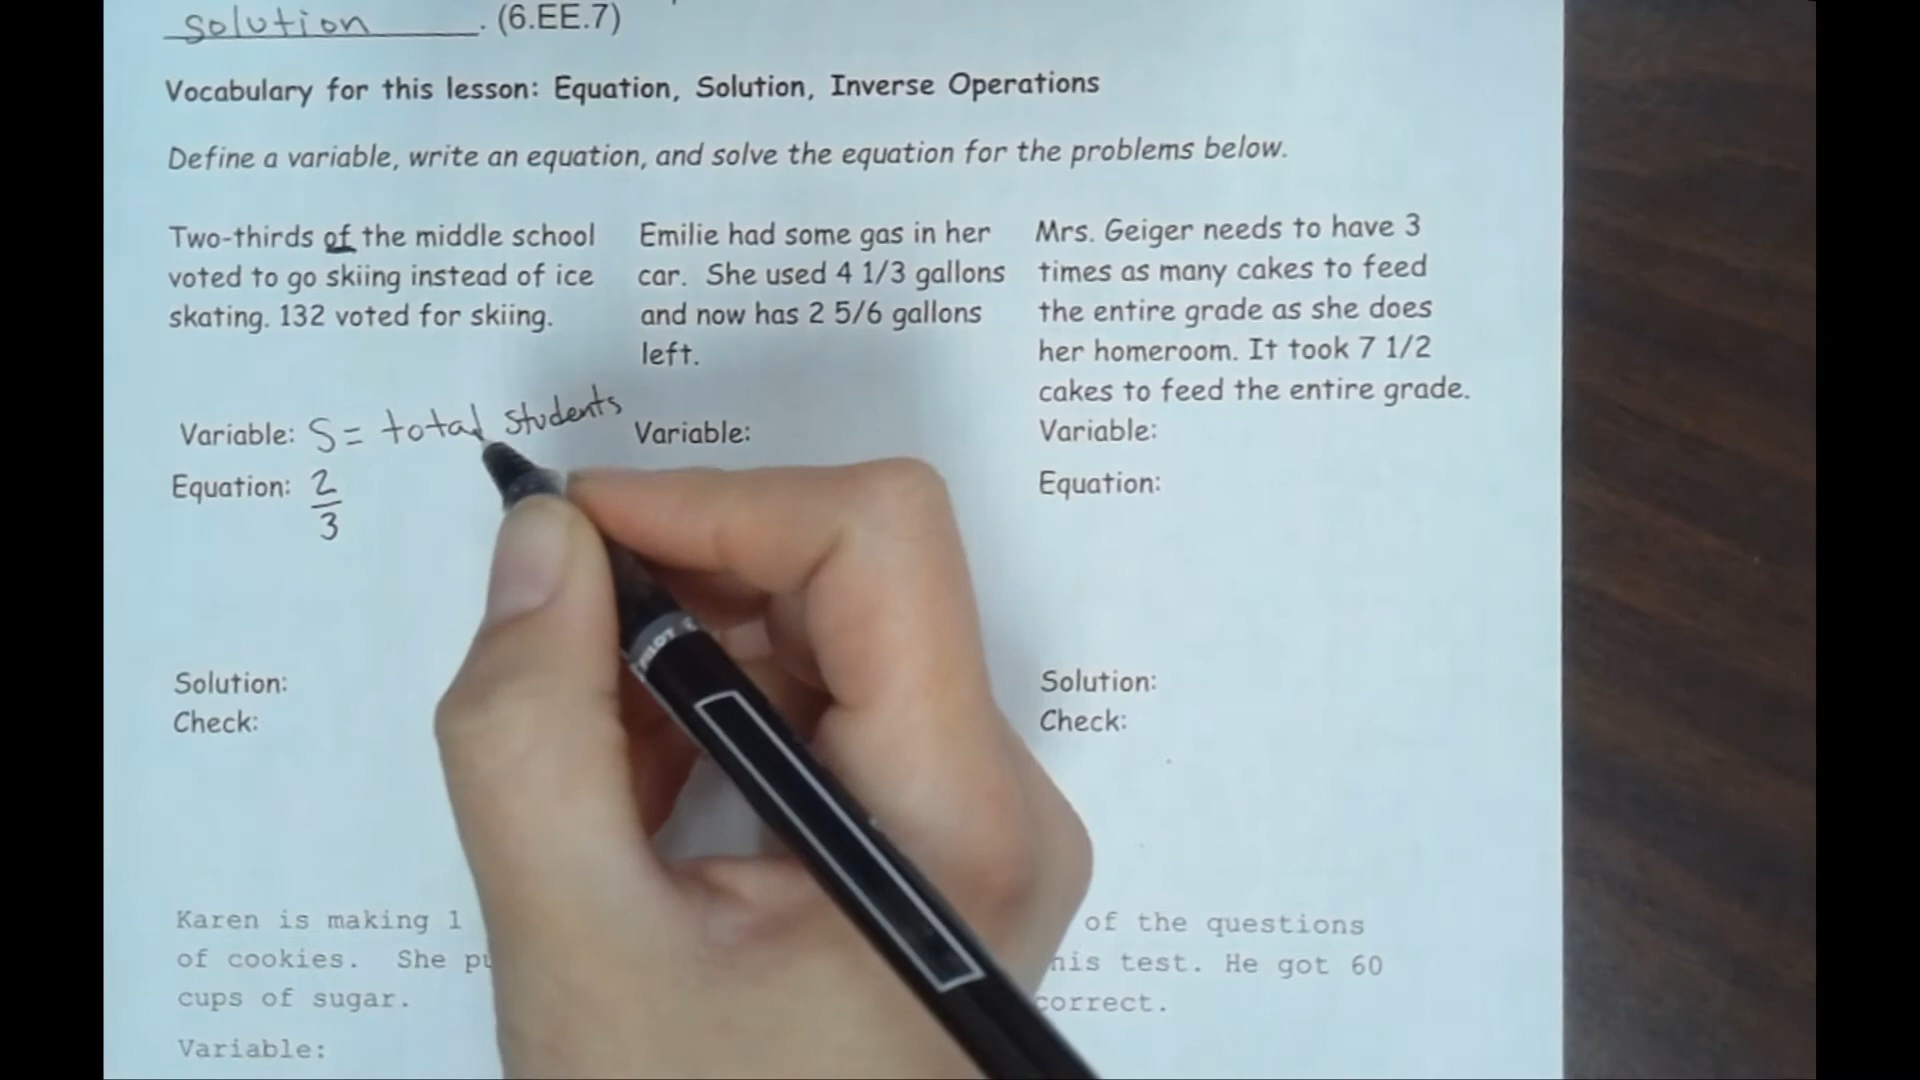 solution . (6.EE.7)
Vocabulary for this lesson: Equation, Solution, Inverse Operations
Define a variable, write an equation, and solve the equation for the problems below.
Two-thirds of the middle school
voted to go skiing instead of ice
skating. 132 voted for skiing.
Variable: S = total students
Equation: 2/3
Solution:
Check:
Emilie had some gas in her
car. She used 4 1/3 gallons
and now has 2 5/6 gallons
left.
Variable:
Mrs. Geiger needs to have 3
times as many cakes to feed
the entire grade as she does
her homeroom. It took 7 1/2
cakes to feed the entire grade.
Variable:
Equation:
Solution:
Check:
Karen is making 1
of cookies. She
cups of sugar.
Variable:
of the questions
his test. He got 60
correct.
PILOT